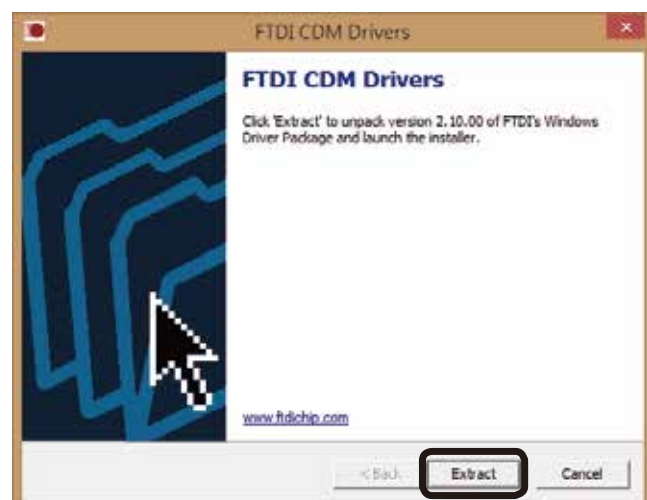 FTDI CDM Drivers
FTDI CDM Drivers
Click 'Extract' to unpack version 2.10.00 of FTDI's Windows
Driver Package and launch the installer.
www.ftdichip.com
< Back
Extract
Cancel